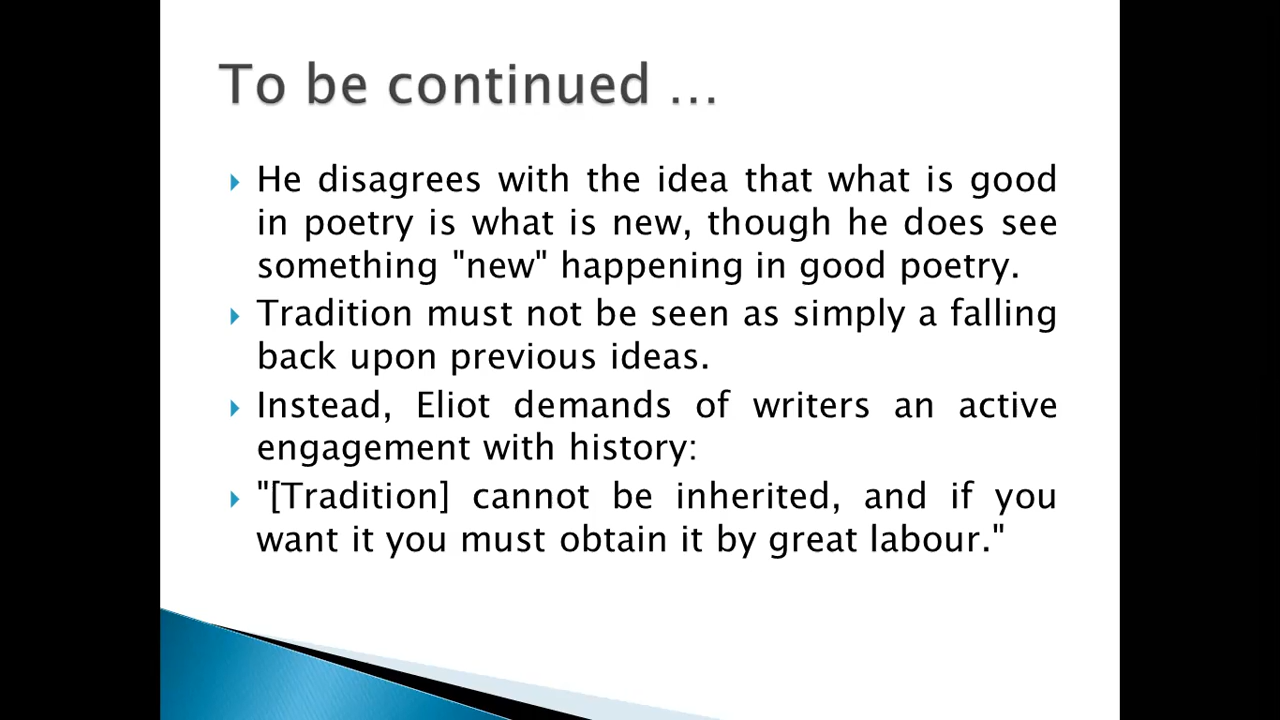 To be continued ...
He disagrees with the idea that what is good
in poetry is what is new, though he does see
something "new" happening in good poetry.
Tradition must not be seen as simply a falling
back upon previous ideas.
Instead, Eliot demands of writers an active
engagement with history:
"[Tradition] cannot be inherited, and if you
want it you must obtain it by great labour."